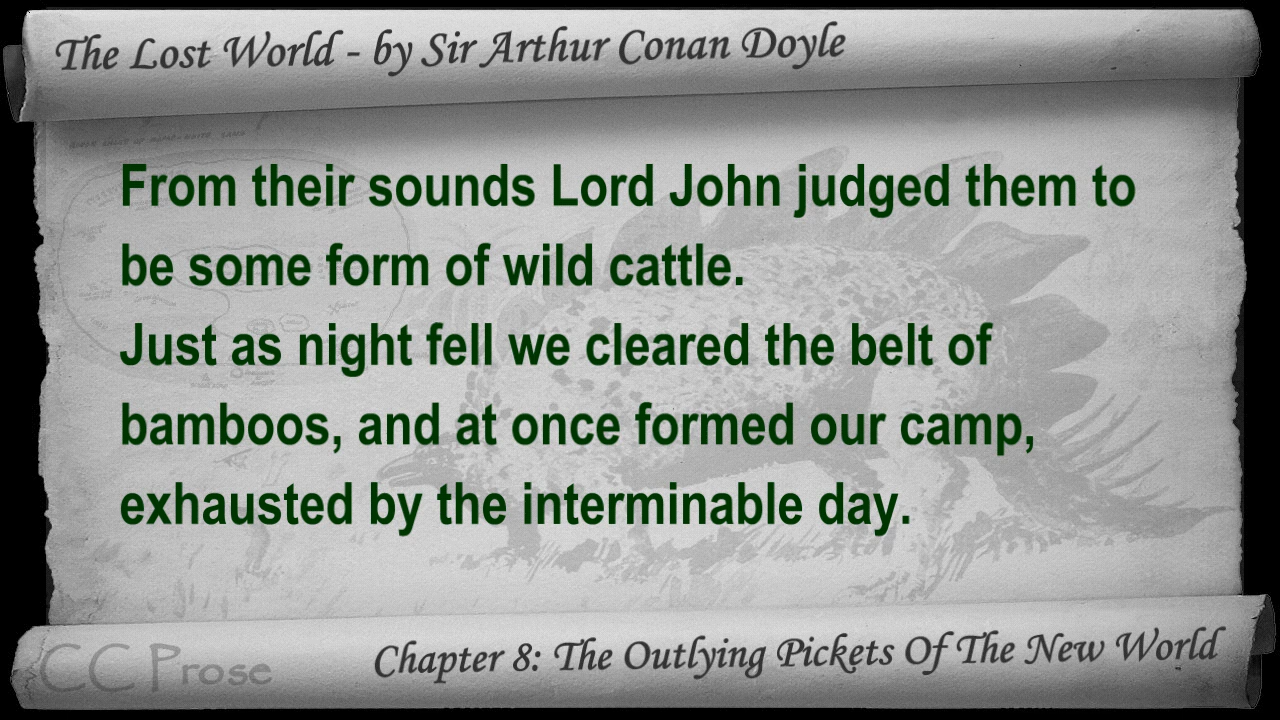 The Lost World - by Sir Arthur Conan Doyle
From their sounds Lord John judged them to
be some form of wild cattle.
Just as night fell we cleared the belt of
bamboos, and at once formed our camp,
exhausted by the interminable day.
CC Prose
Chapter 8: The Outlying Pickets Of The New World